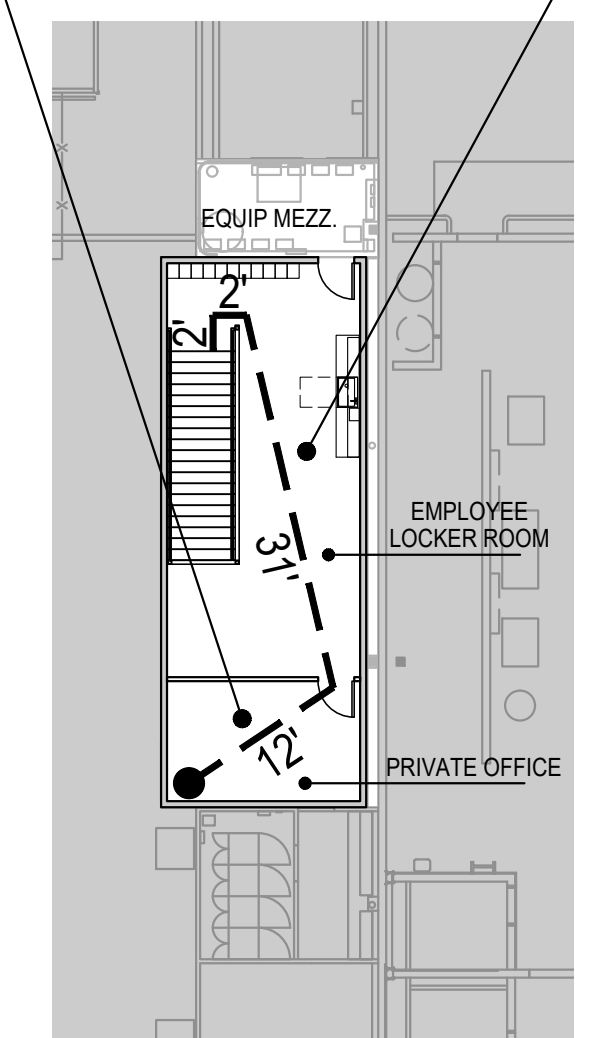 EQUIP MEZZ.
2'
2'
31'
EMPLOYEE
LOCKER ROOM
12'
PRIVATE OFFICE